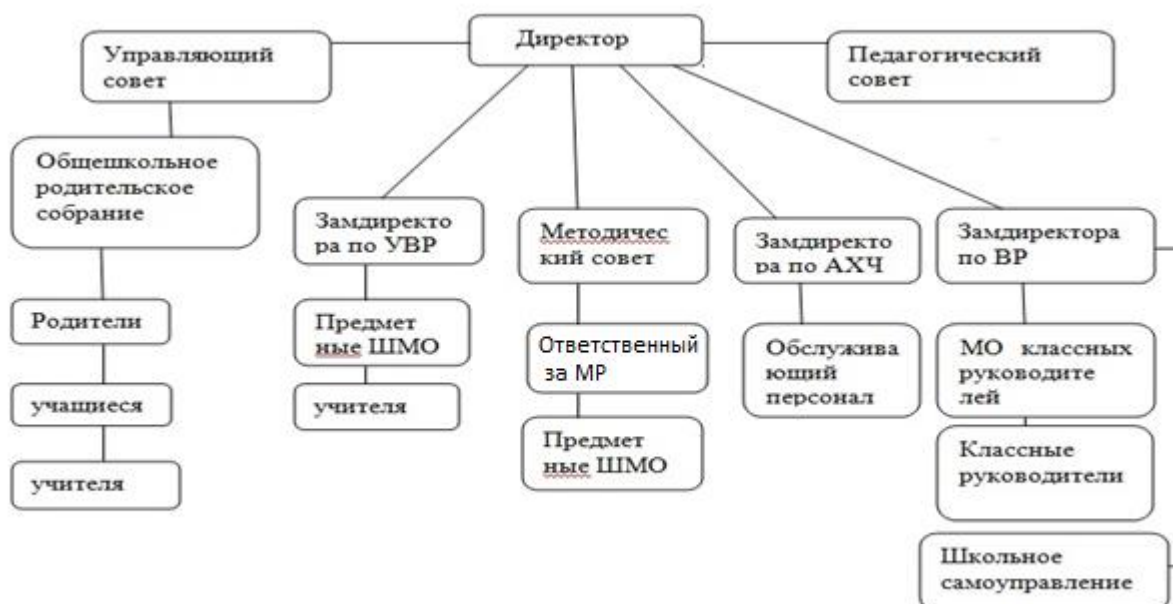 Директор
Управляющий
совет
Педагогический
совет
Общешкольное
родительское
собрание
Родители
учащиеся
учителя
Замдиректо
ра по УВР
Предмет
ные ШМО
учителя
Методичес
кий совет
Ответственный
за МР
Предмет
ные ШМО
Замдиректо
ра по АХЧ
Обслужива
ющий
персонал
Замдиректора
по ВР
МО классных
руководите
лей
Классные
руководители
Школьное
самоуправление